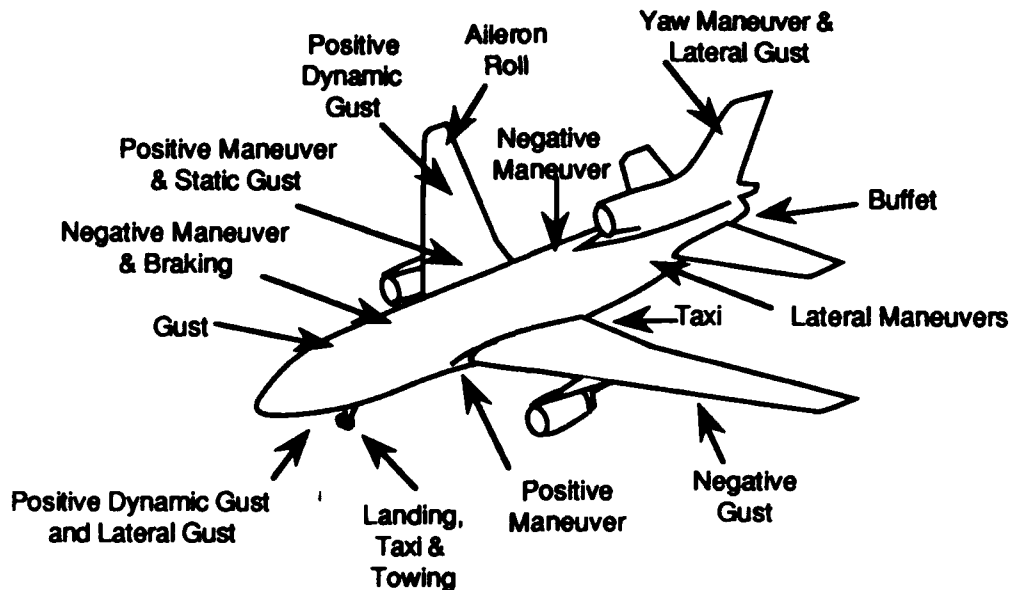 Yaw Maneuver &
Lateral Gust
Aileron
Roll
Positive
Dynamic
Gust
Negative
Maneuver
Positive Maneuver
& Static Gust
Buffet
Negative Maneuver
& Braking
Gust
Taxi
Lateral Maneuvers
Positive Dynamic Gust
and Lateral Gust
Landing,
Taxi &
Towing
Positive
Maneuver
Negative
Gust